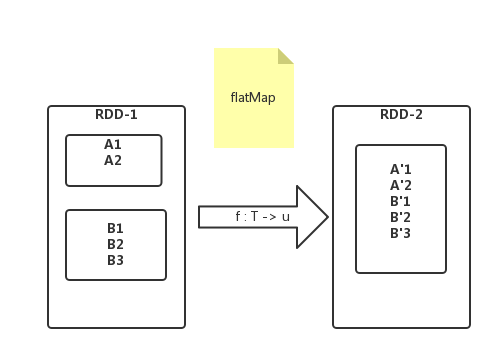 flatMap
RDD-1
A1
A2
B1
B2
B3
f : T -> u
RDD-2
A'1
A'2
B'1
B'2
B'3